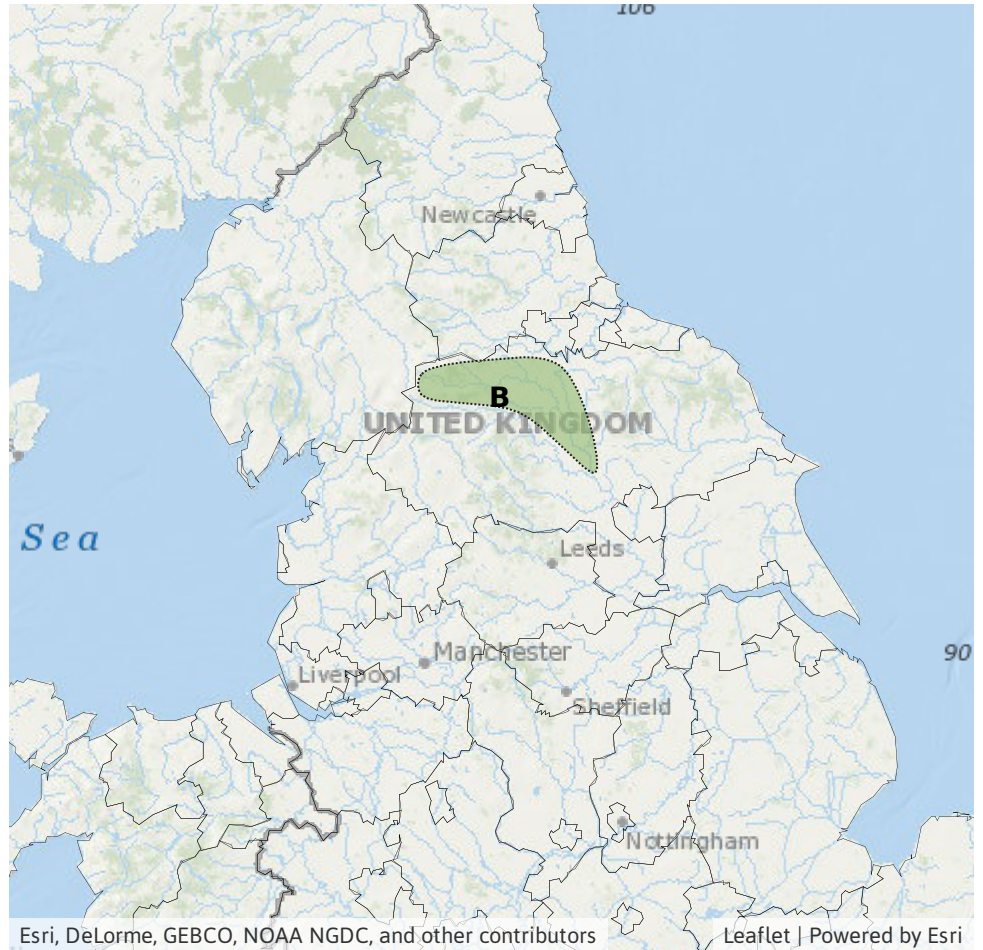 106
Newcastle
B
UNITED KINGDOM
Sea
Leeds
90
Manchester
Liverpool
Sheffield
Nottingham
Esri, DeLorme, GEBCO, NOAA NGDC, and other contributors
Leaflet | Powered by Esri